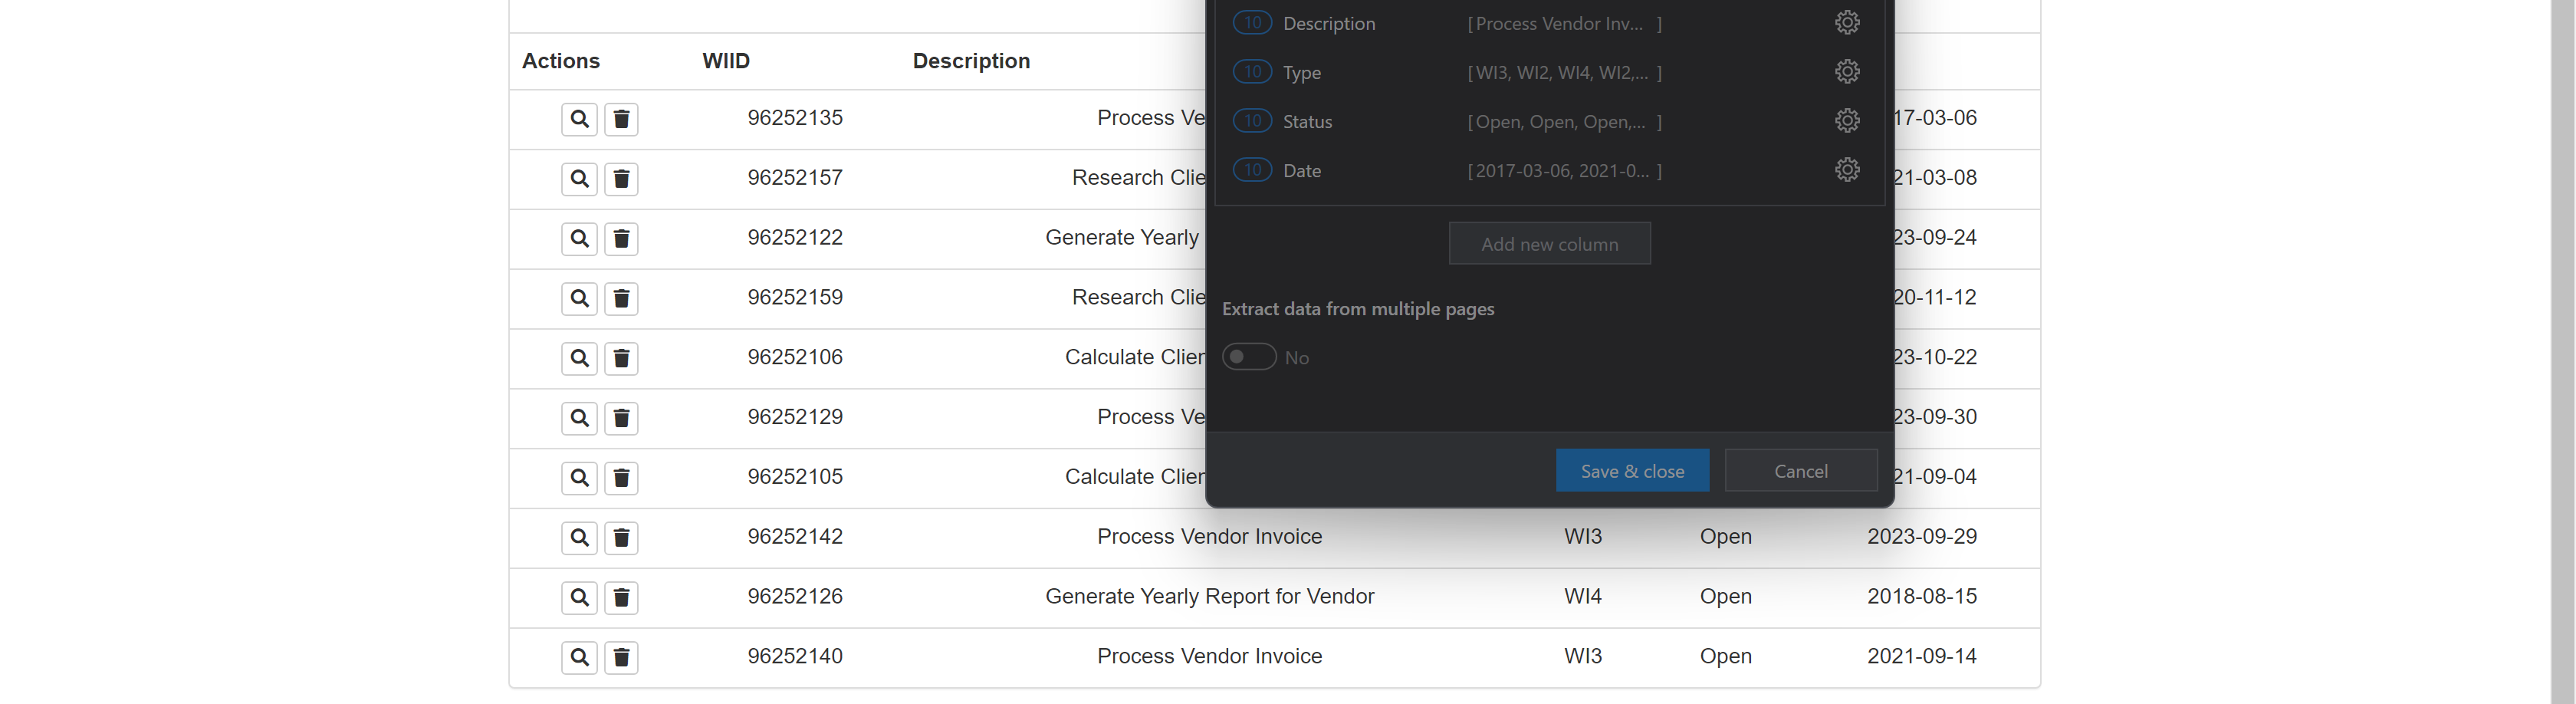 Actions WIID Description
96252135 Process Ve 17-03-06
96252157 Research Clie 21-03-08
96252122 Generate Yearly 23-09-24
96252159 Research Clie 20-11-12
96252106 Calculate Clien 23-10-22
96252129 Process Ve 23-09-30
96252105 Calculate Clien 21-09-04
96252142 Process Vendor Invoice WI3 Open 2023-09-29
96252126 Generate Yearly Report for Vendor WI4 Open 2018-08-15
96252140 Process Vendor Invoice WI3 Open 2021-09-14
10 Description [ Process Vendor Inv... ]
10 Type [ WI3, WI2, WI4, WI2,... ]
10 Status [ Open, Open, Open,... ]
10 Date [ 2017-03-06, 2021-0... ]
Add new column
Extract data from multiple pages
No
Save & close Cancel